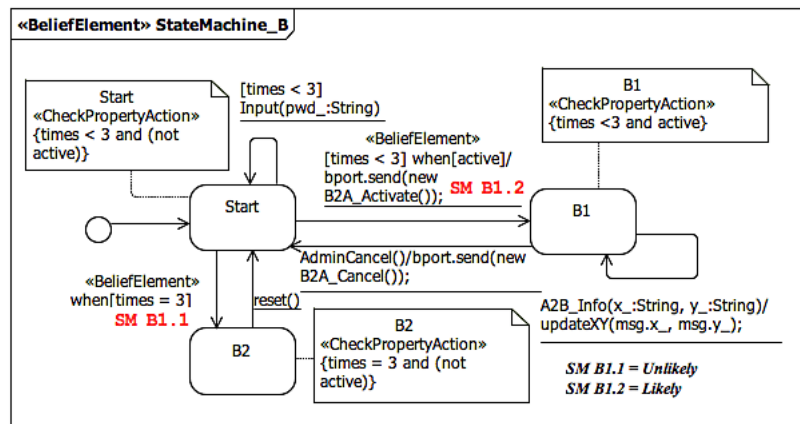 «BeliefElement» StateMachine_B
Start
«CheckPropertyAction»
{times < 3 and (not
active)}
[times < 3]
Input(pwd_:String)
B1
«CheckPropertyAction»
{times <3 and active}
«BeliefElement»
[times < 3] when[active]/
bport.send(new
B2A_Activate());
SM B1.2
Start
B1
AdminCancel()/bport.send(new
B2A_Cancel());
«BeliefElement»
when[times = 3]
SM B1.1
reset()
A2B_Info(x_:String, y_:String)/
updateXY(msg.x_, msg.y_);
B2
B2
«CheckPropertyAction»
{times = 3 and (not
active)}
SM B1.1 = Unlikely
SM B1.2 = Likely